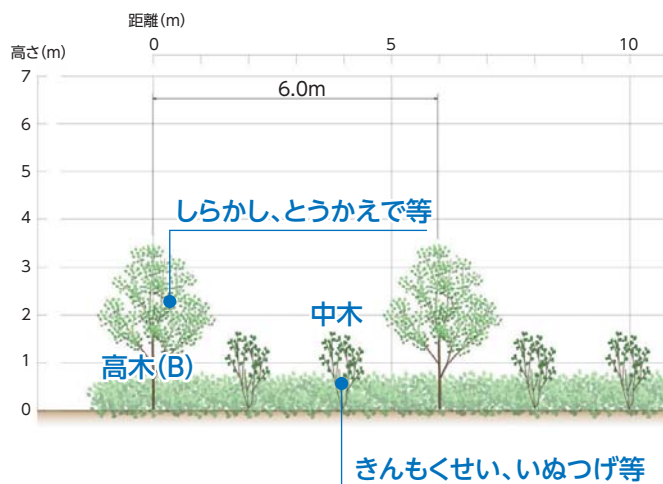 距離(m)
0 5 10
高さ(m)
7
6.0m
6
5
4
しらかし、とうかえで等
3
2
中木
高木(B)
1
0
きんもくせい、いぬつげ等